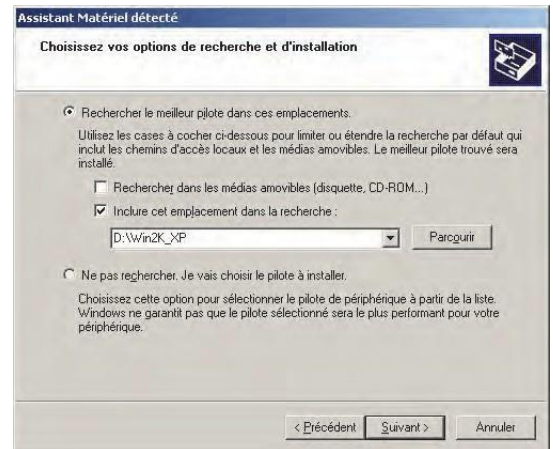 Assistant Matériel détecté
Choisissez vos options de recherche et d'installation
Rechercher le meilleur pilote dans ces emplacements.
Utilisez les cases à cocher ci-dessous pour limiter ou étendre la recherche par défaut qui
inclut les chemins d'accès locaux et les médias amovibles. Le meilleur pilote trouvé sera
installé.
Rechercher dans les médias amovibles (disquette, CD-ROM...)
Inclure cet emplacement dans la recherche :
D:\Win2K_XP
Parcourir
Ne pas rechercher. Je vais choisir le pilote à installer.
Choisissez cette option pour sélectionner le pilote de périphérique à partir de la liste.
Windows ne garantit pas que le pilote sélectionné sera le plus performant pour votre
périphérique.
< Précédent Suivant > Annuler